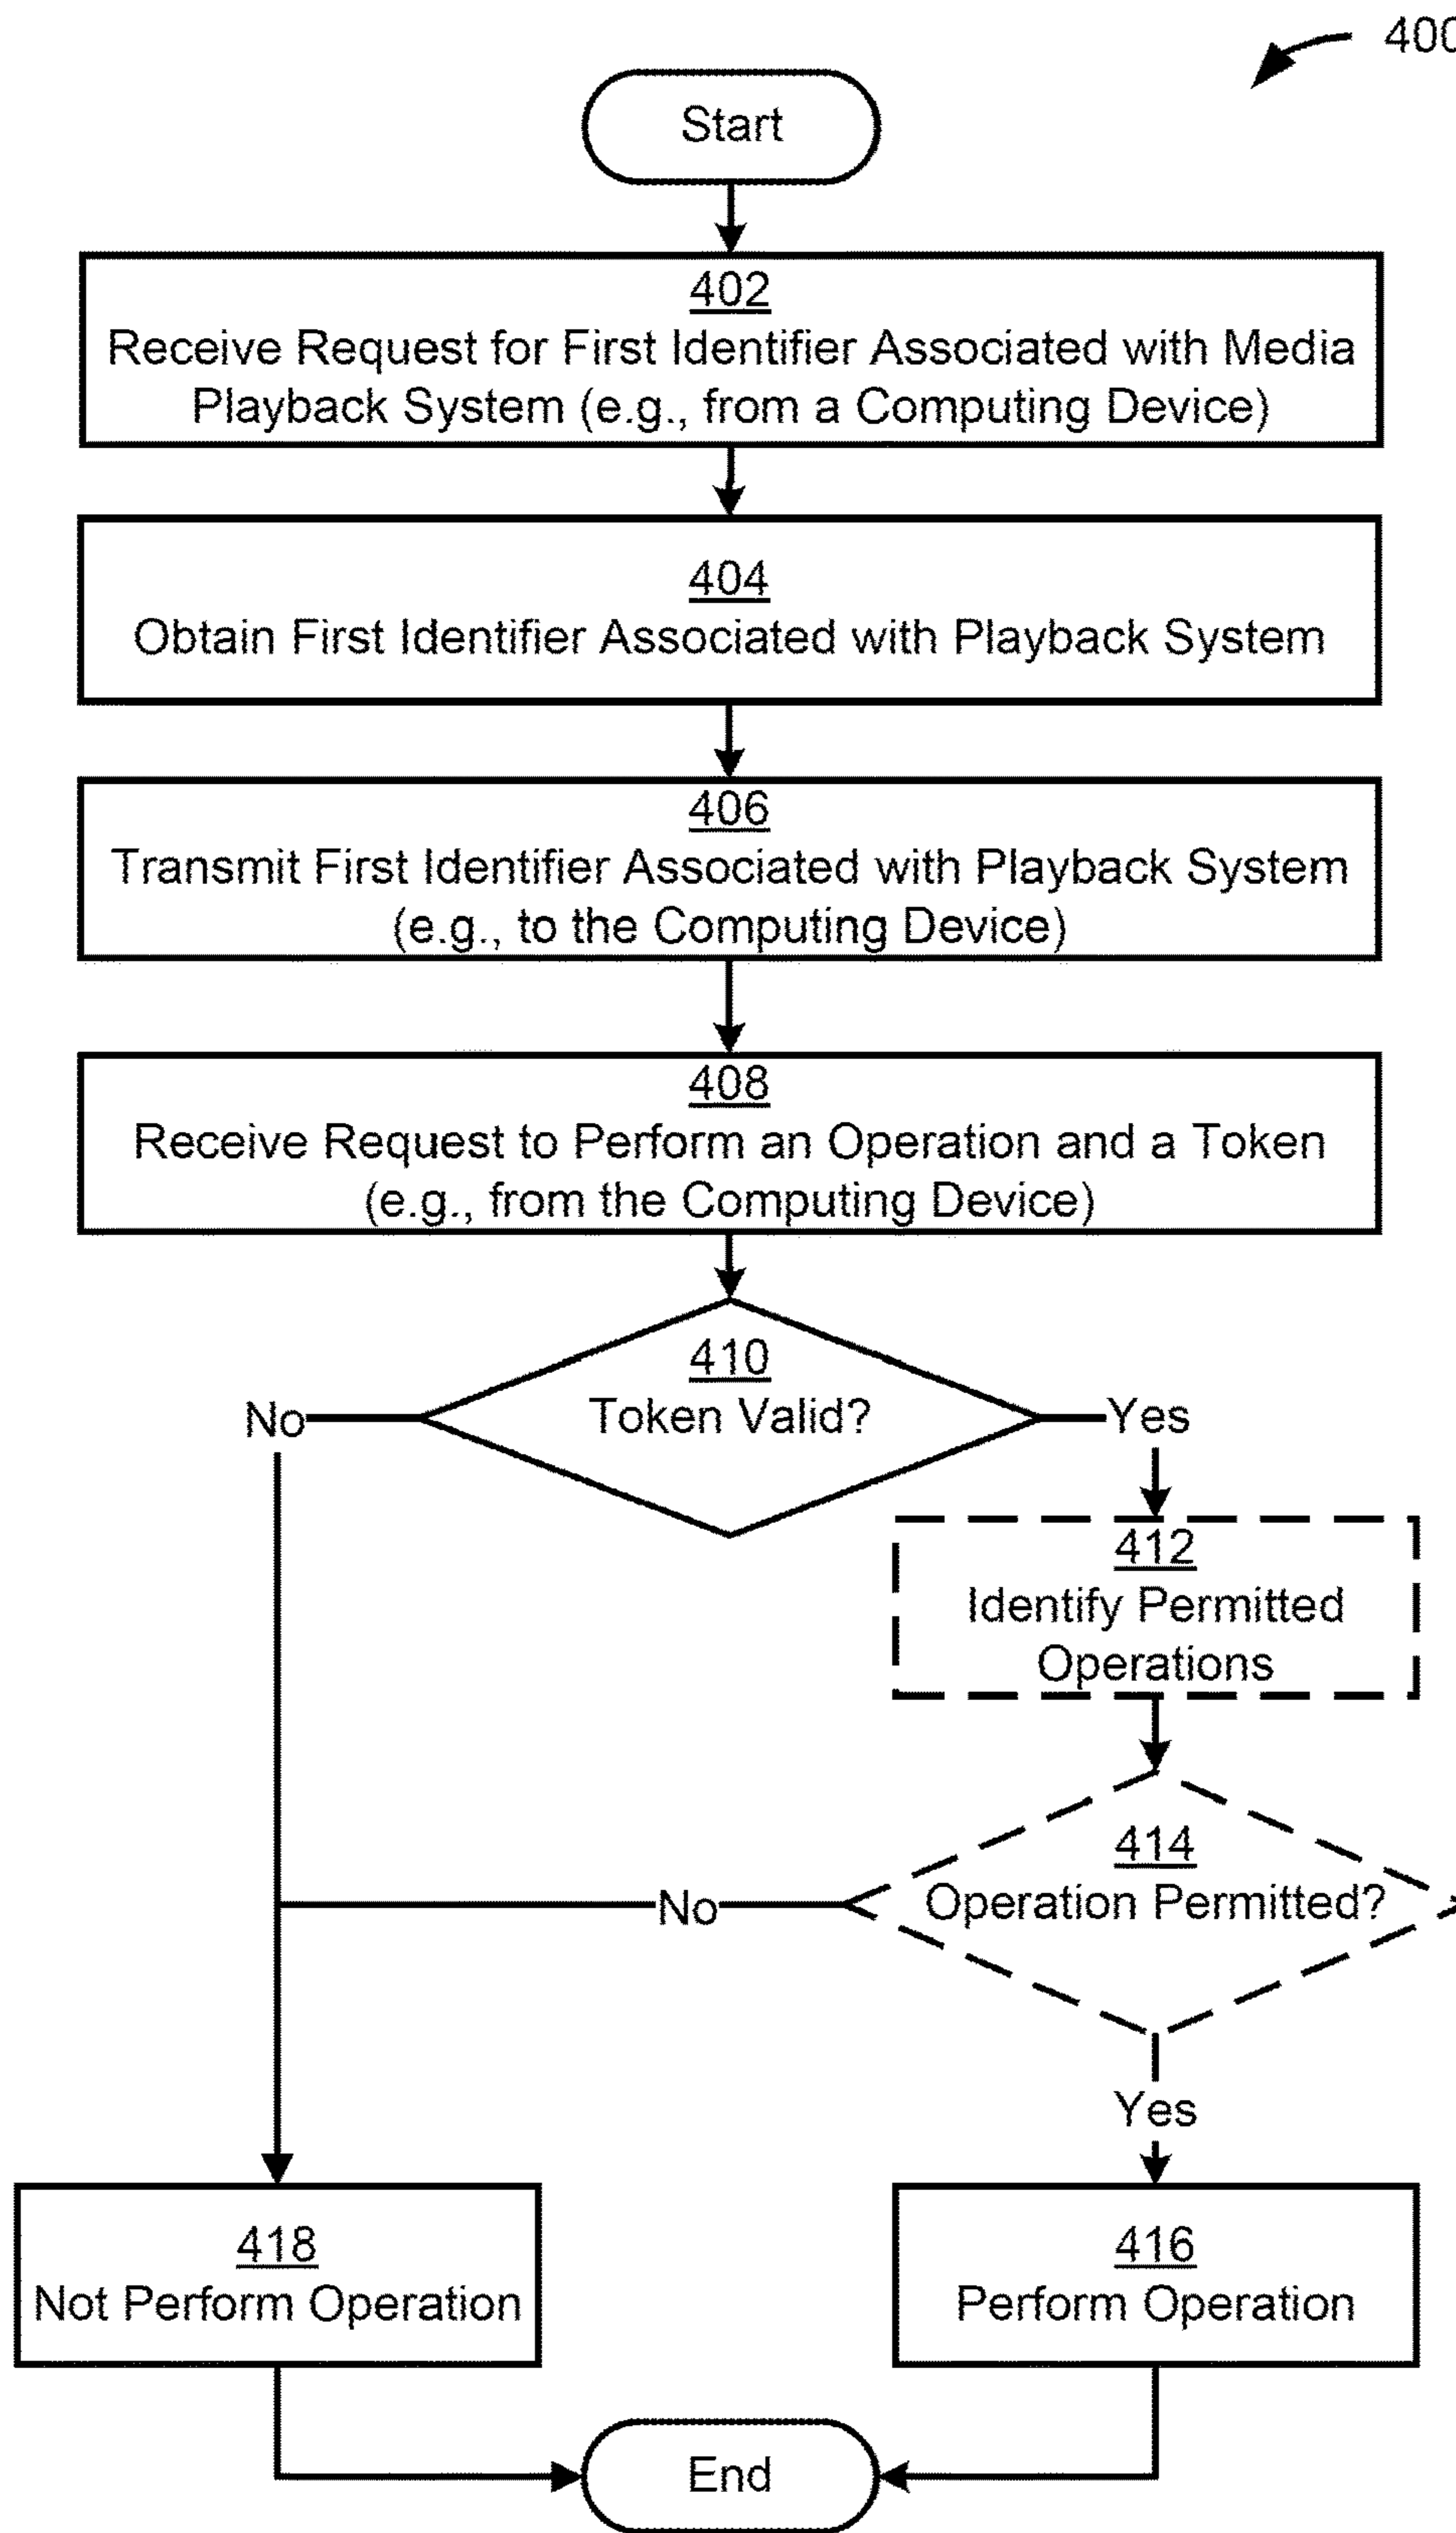 400
Start
402
Receive Request for First Identifier Associated with Media
Playback System (e.g., from a Computing Device)
404
Obtain First Identifier Associated with Playback System
406
Transmit First Identifier Associated with Playback System
(e.g., to the Computing Device)
408
Receive Request to Perform an Operation and a Token
(e.g., from the Computing Device)
410
Token Valid?
No
Yes
412
Identify Permitted
Operations
414
Operation Permitted?
No
Yes
418
Not Perform Operation
416
Perform Operation
End